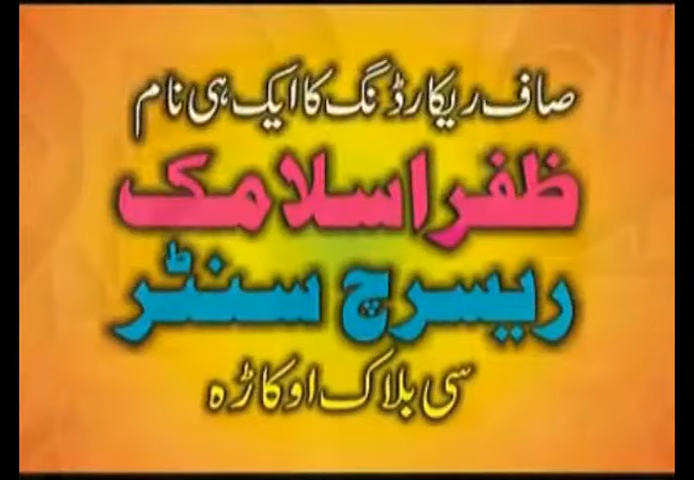 صاف ریکارڈنگ کا ایک ہی نام
ظفر اسلامک
ریسرچ سنٹر
سی بلاک اوکاڑہ